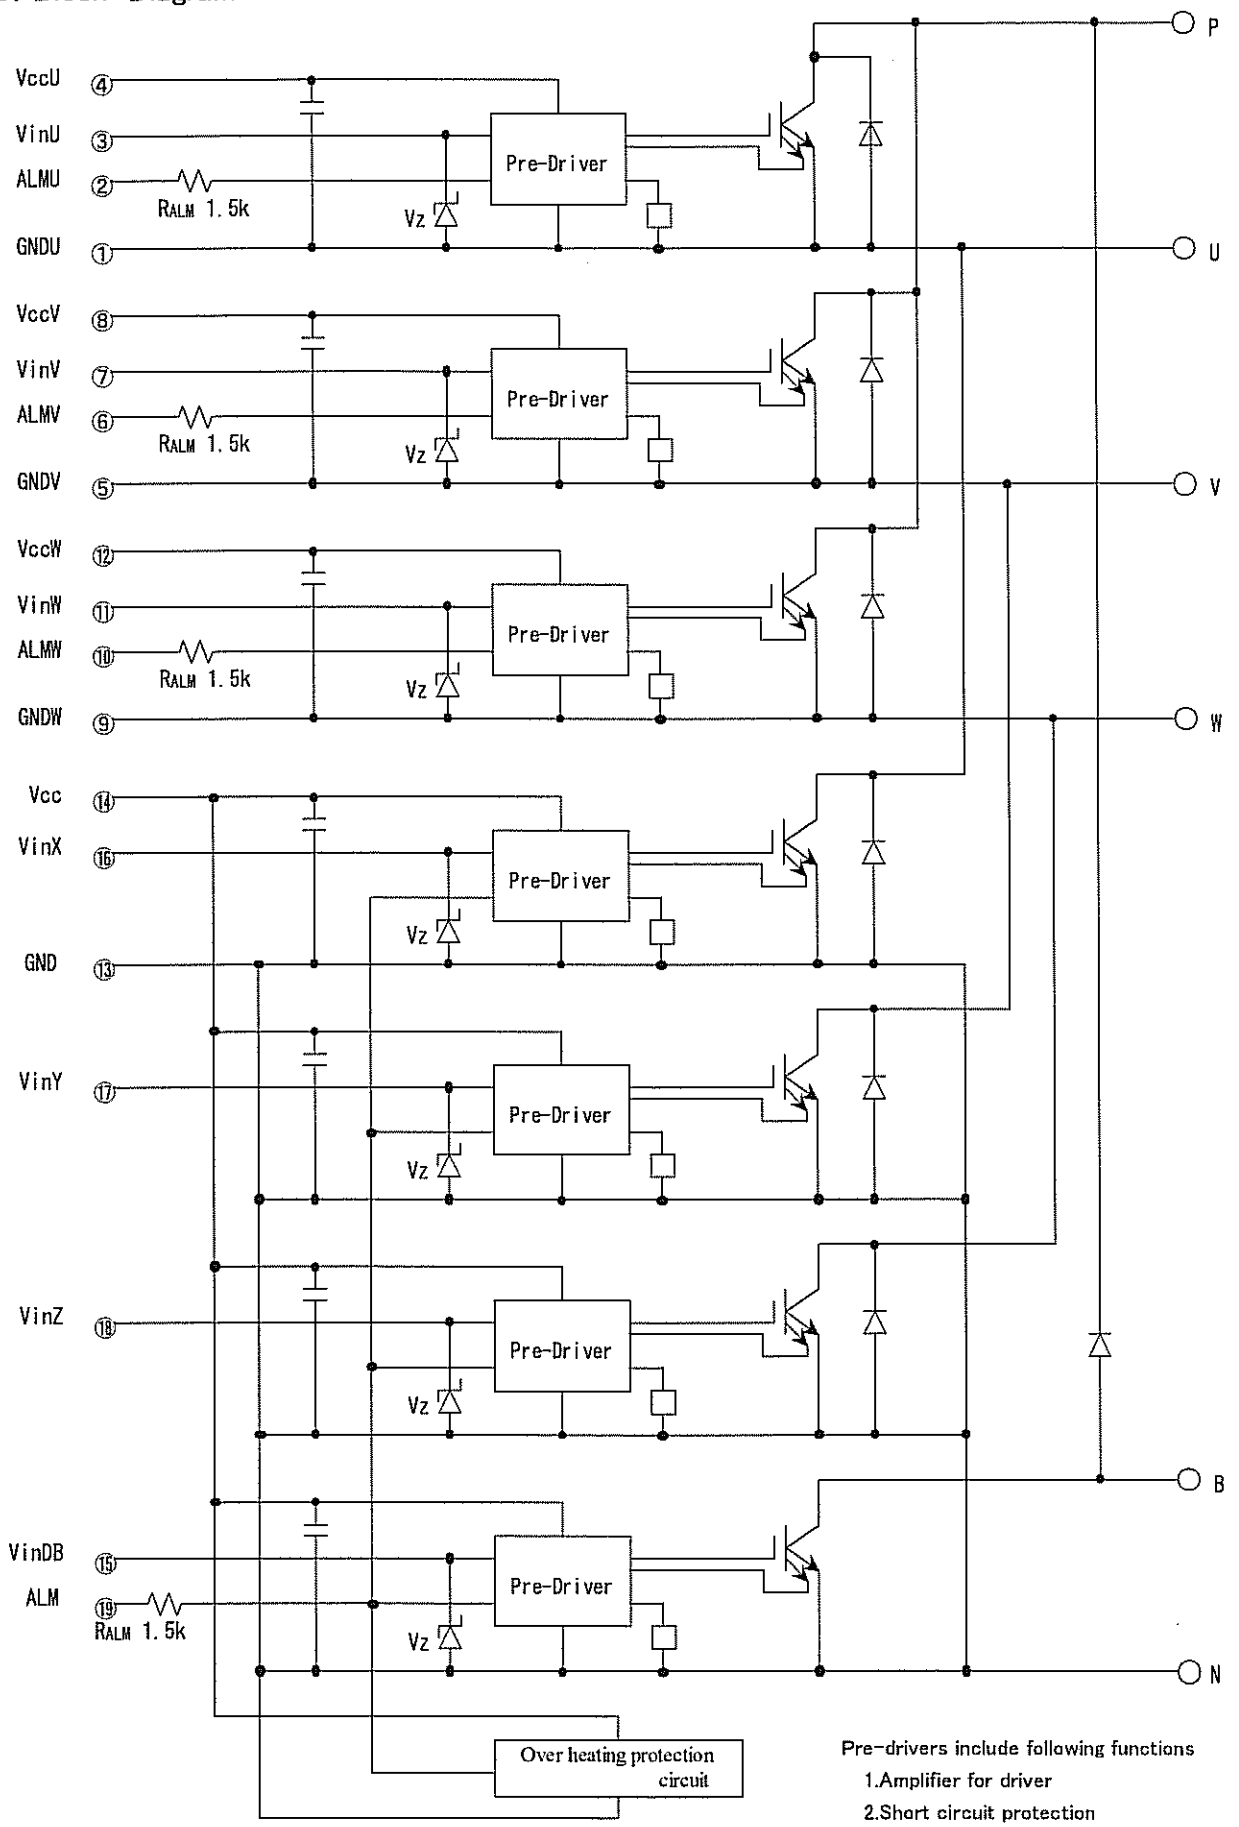 P
VccU ④
VinU ③
Pre-Driver
ALMU ②
RALM 1.5k
Vz
GNDU ①
U
VccV ⑧
VinV ⑦
Pre-Driver
ALMV ⑥
RALM 1.5k
Vz
GNDV ⑤
V
VccW ⑫
VinW ⑪
Pre-Driver
ALMW ⑩
RALM 1.5k
Vz
GNDW ⑨
W
Vcc ⑭
VinX ⑯
Pre-Driver
Vz
GND ⑬
VinY ⑰
Pre-Driver
Vz
VinZ ⑱
Pre-Driver
Vz
B
VinDB ⑮
Pre-Driver
ALM ⑲
RALM 1.5k
Vz
N
Over heating protection
circuit
Pre-drivers include following functions
1.Amplifier for driver
2.Short circuit protection